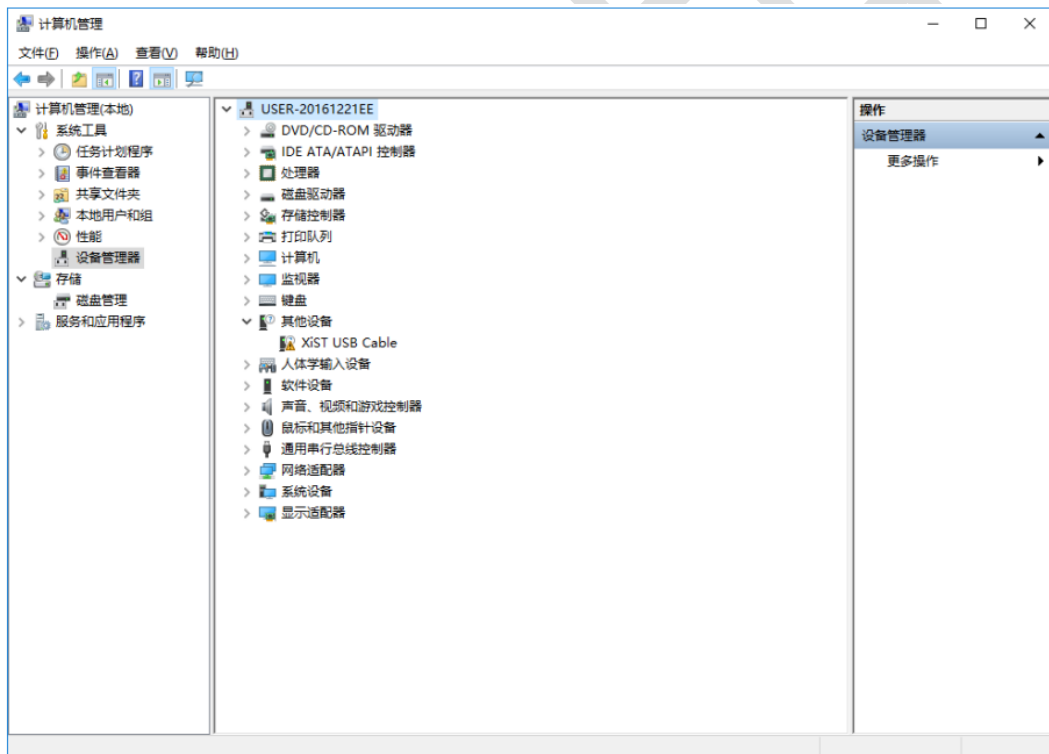 计算机管理
文件(F) 操作(A) 查看(V) 帮助(H)
计算机管理(本地)
系统工具
任务计划程序
事件查看器
共享文件夹
本地用户和组
性能
设备管理器
存储
磁盘管理
服务和应用程序
USER-20161221EE
DVD/CD-ROM 驱动器
IDE ATA/ATAPI 控制器
处理器
磁盘驱动器
存储控制器
打印队列
计算机
监视器
键盘
其他设备
XiST USB Cable
人体学输入设备
软件设备
声音、视频和游戏控制器
鼠标和其他指针设备
通用串行总线控制器
网络适配器
系统设备
显示适配器
操作
设备管理器
更多操作